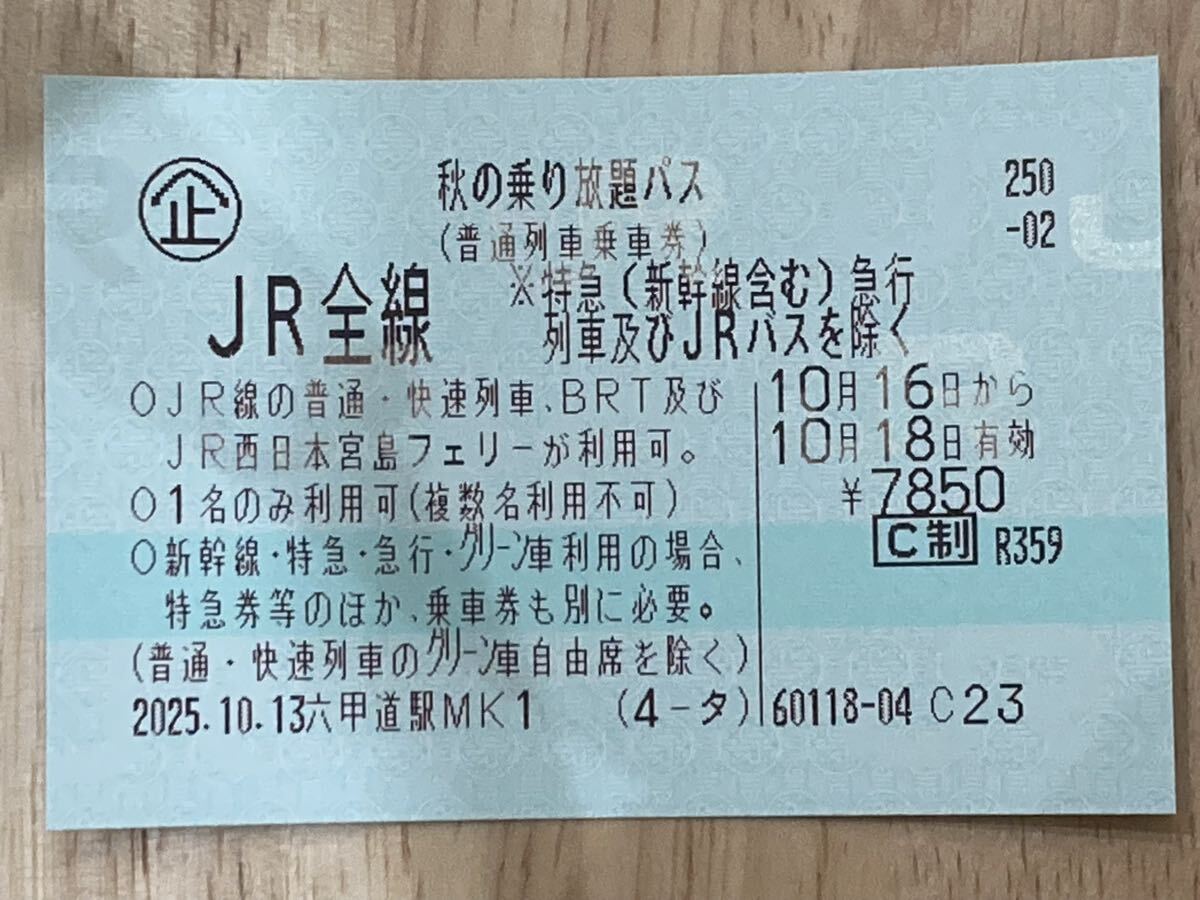 企
秋の乗り放題パス
250
-02
(普通列車乗車券)
JR全線
※特急(新幹線含む)急行
列車及びJRバスを除く
○JR線の普通・快速列車、BRT及び
JR西日本宮島フェリーが利用可。
○1名のみ利用可(複数名利用不可)
○新幹線・特急・急行・グリーン車利用の場合、
特急券等のほか、乗車券も別に必要。
(普通・快速列車のグリーン車自由席を除く)
10月16日から
10月18日有効
¥7850
C制 R359
2025.10.13六甲道駅MK1 (4-タ) 60118-04 C23